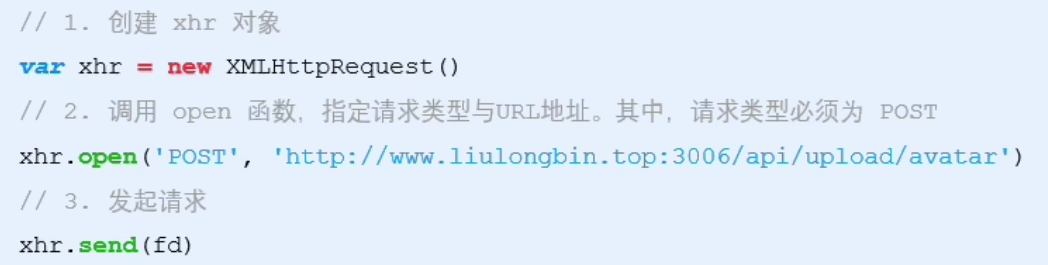 // 1. 创建 xhr 对象
var xhr = new XMLHttpRequest()
// 2. 调用 open 函数，指定请求类型与URL地址。其中，请求类型必须为 POST
xhr.open('POST', 'http://www.liulongbin.top:3006/api/upload/avatar')
// 3. 发起请求
xhr.send(fd)